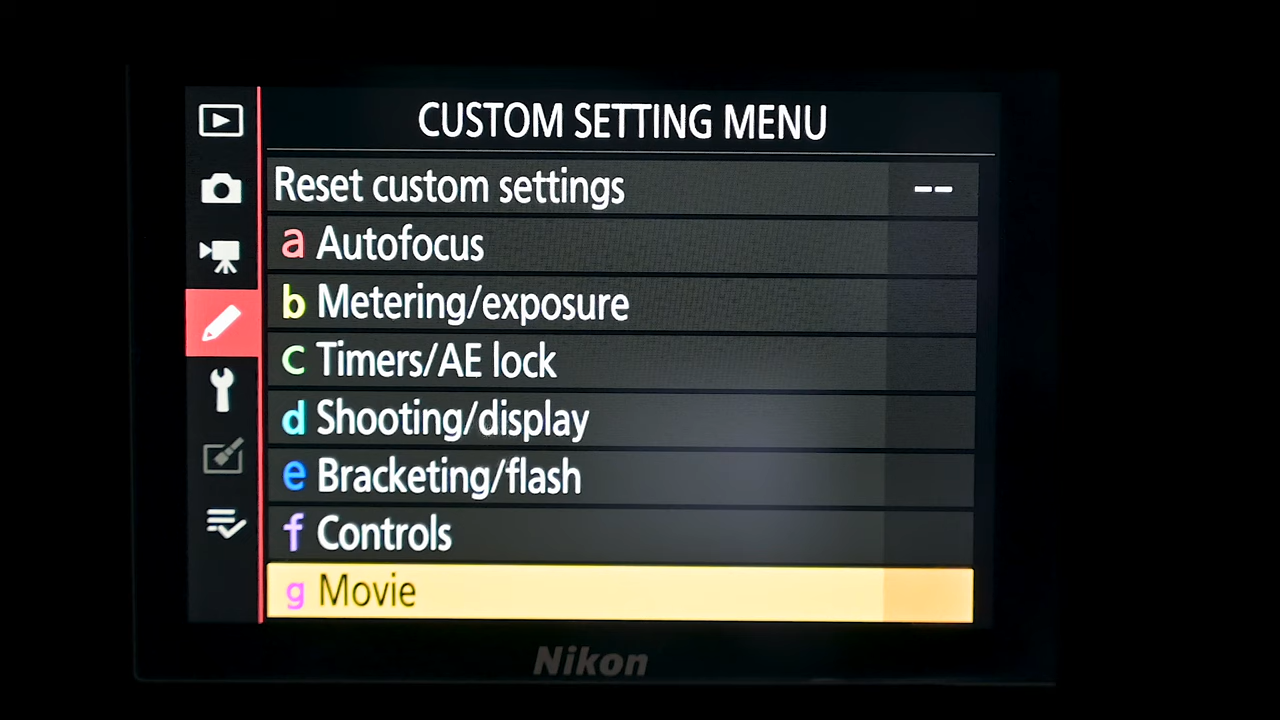 CUSTOM SETTING MENU
Reset custom settings --
a Autofocus
b Metering/exposure
c Timers/AE lock
d Shooting/display
e Bracketing/flash
f Controls
g Movie
Nikon